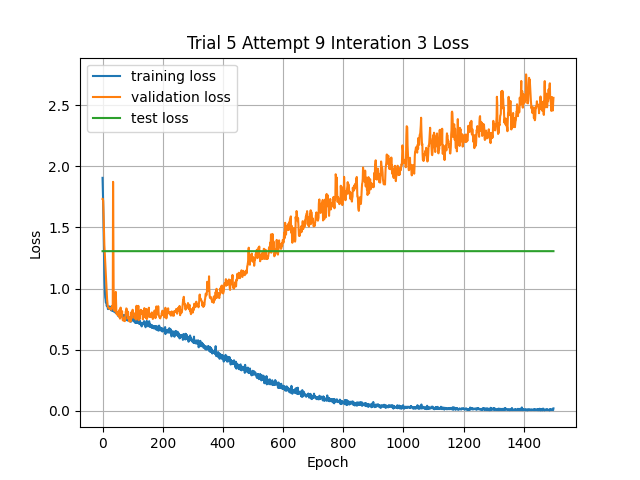 Trial 5 Attempt 9 Interation 3 Loss
training loss
validation loss
test loss
2.5
2.0
1.5
1.0
0.5
0.0
Loss
0 200 400 600 800 1000 1200 1400
Epoch